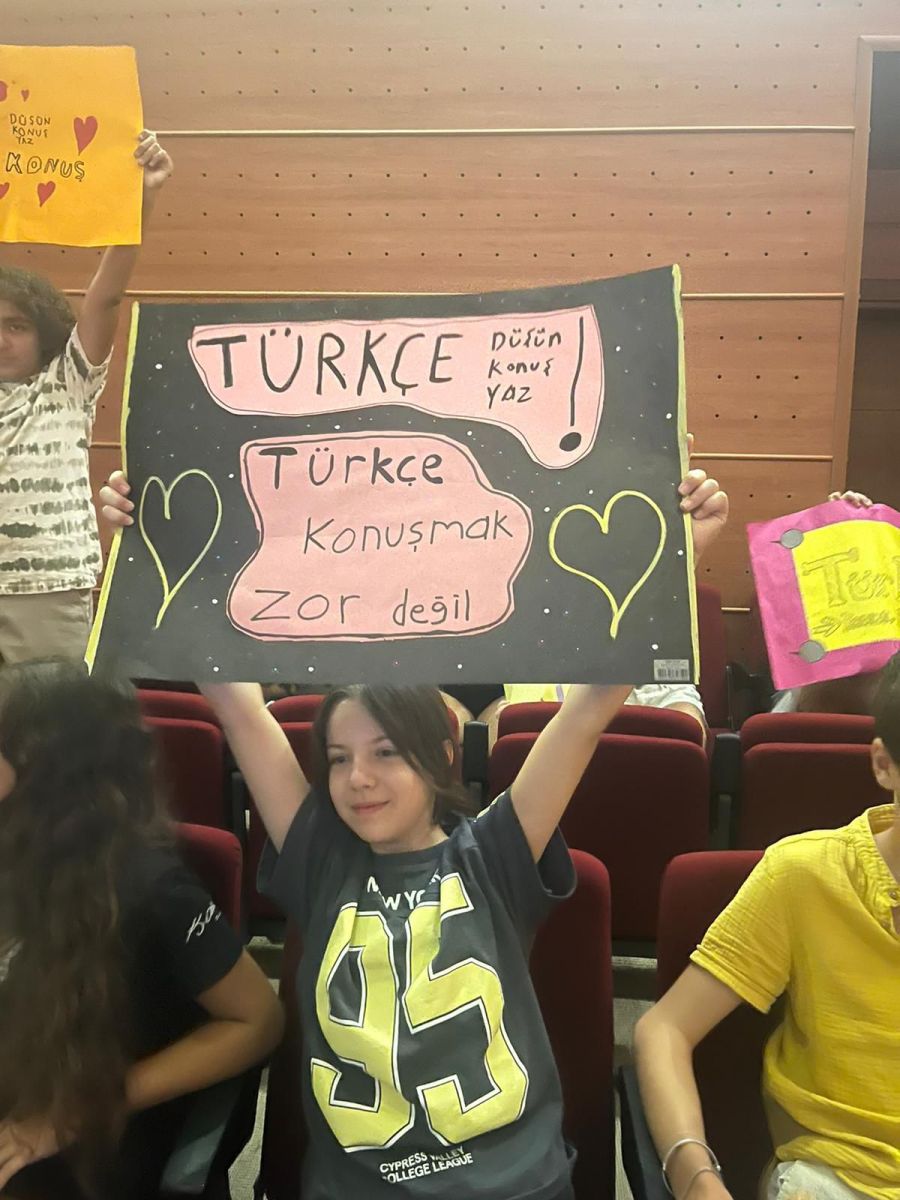 DÜŞÜN
KONUŞ
YAZ
KONUŞ
TÜRKÇE
DÜŞÜN
KONUŞ
YAZ !
Türkçe
Konuşmak
Zor değil
NEW YORK
95
CYPRESS VALLEY
COLLEGE LEAGUE